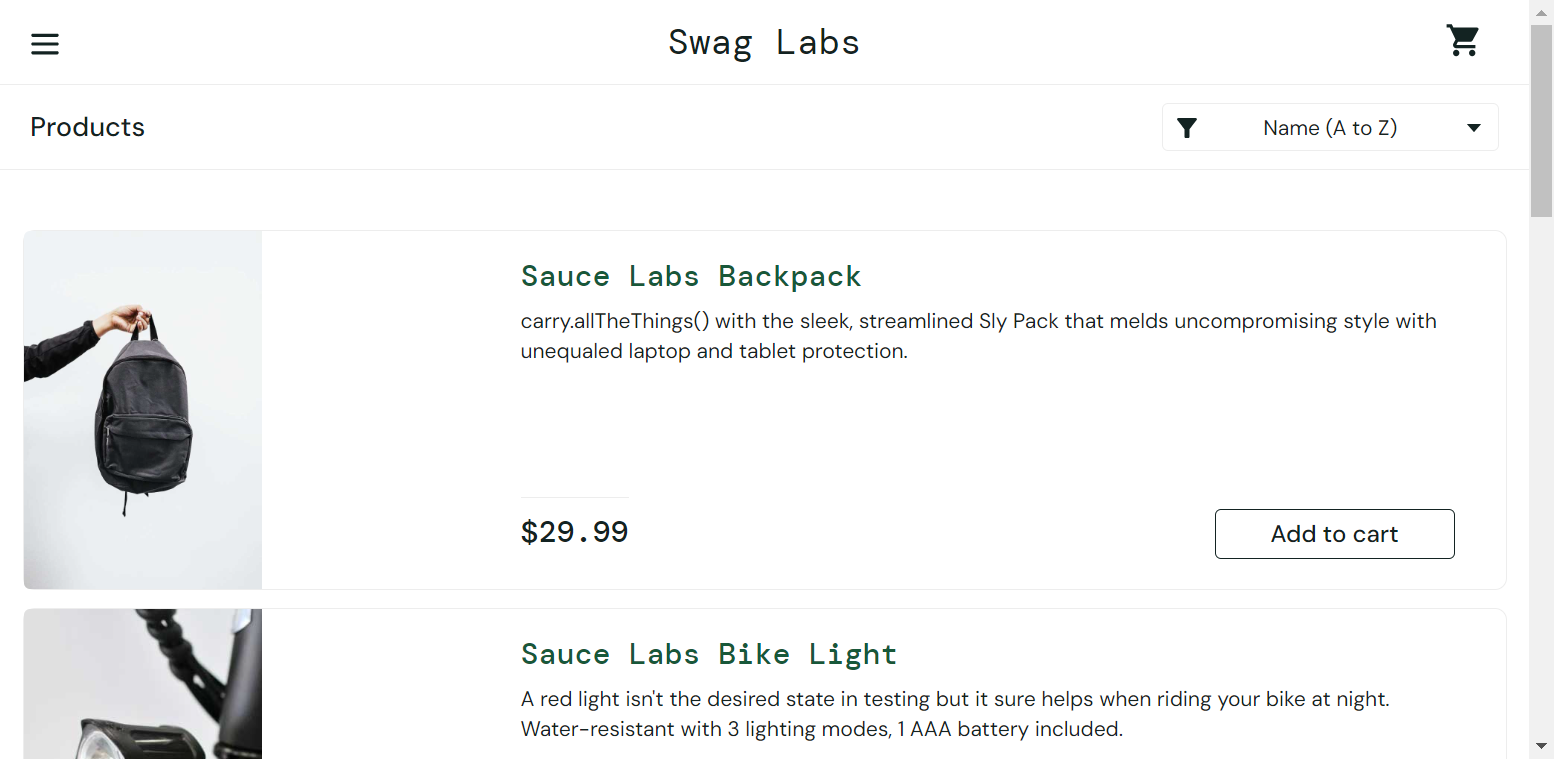 Swag Labs
Products
Name (A to Z)
Sauce Labs Backpack
carry.allTheThings() with the sleek, streamlined Sly Pack that melds uncompromising style with
unequaled laptop and tablet protection.
$29.99
Add to cart
Sauce Labs Bike Light
A red light isn't the desired state in testing but it sure helps when riding your bike at night.
Water-resistant with 3 lighting modes, 1 AAA battery included.